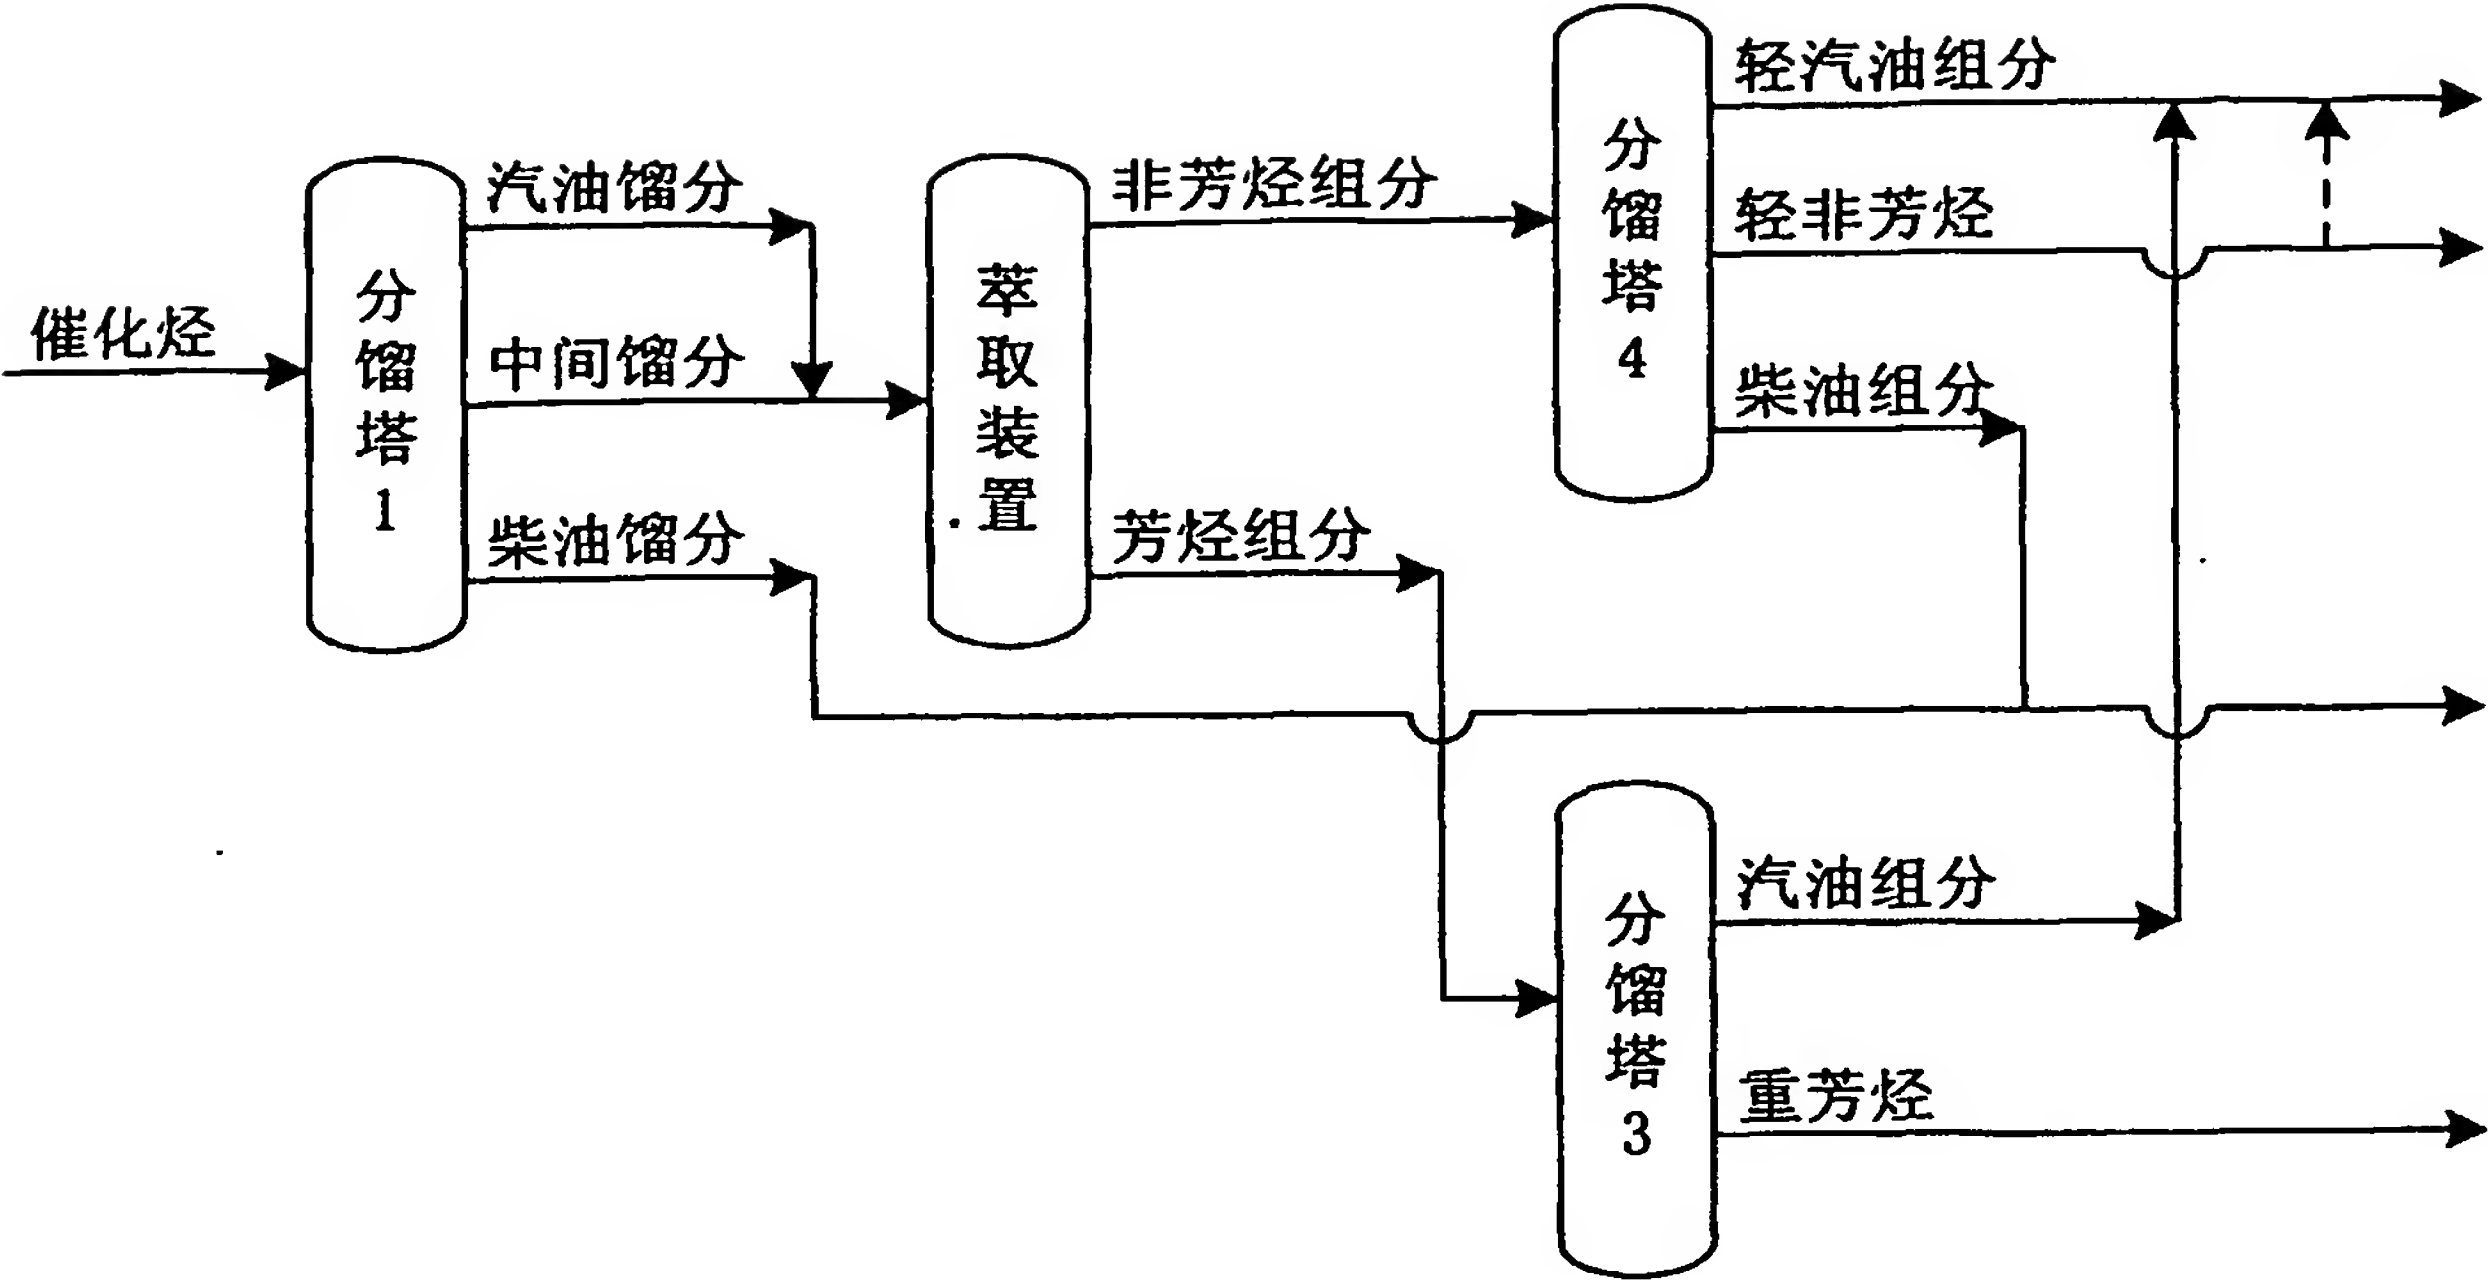 催化烃
分馏塔1
汽油馏分
中间馏分
柴油馏分
萃取装置
非芳烃组分
芳烃组分
分馏塔4
轻汽油组分
轻非芳烃
柴油组分
分馏塔3
汽油组分
重芳烃